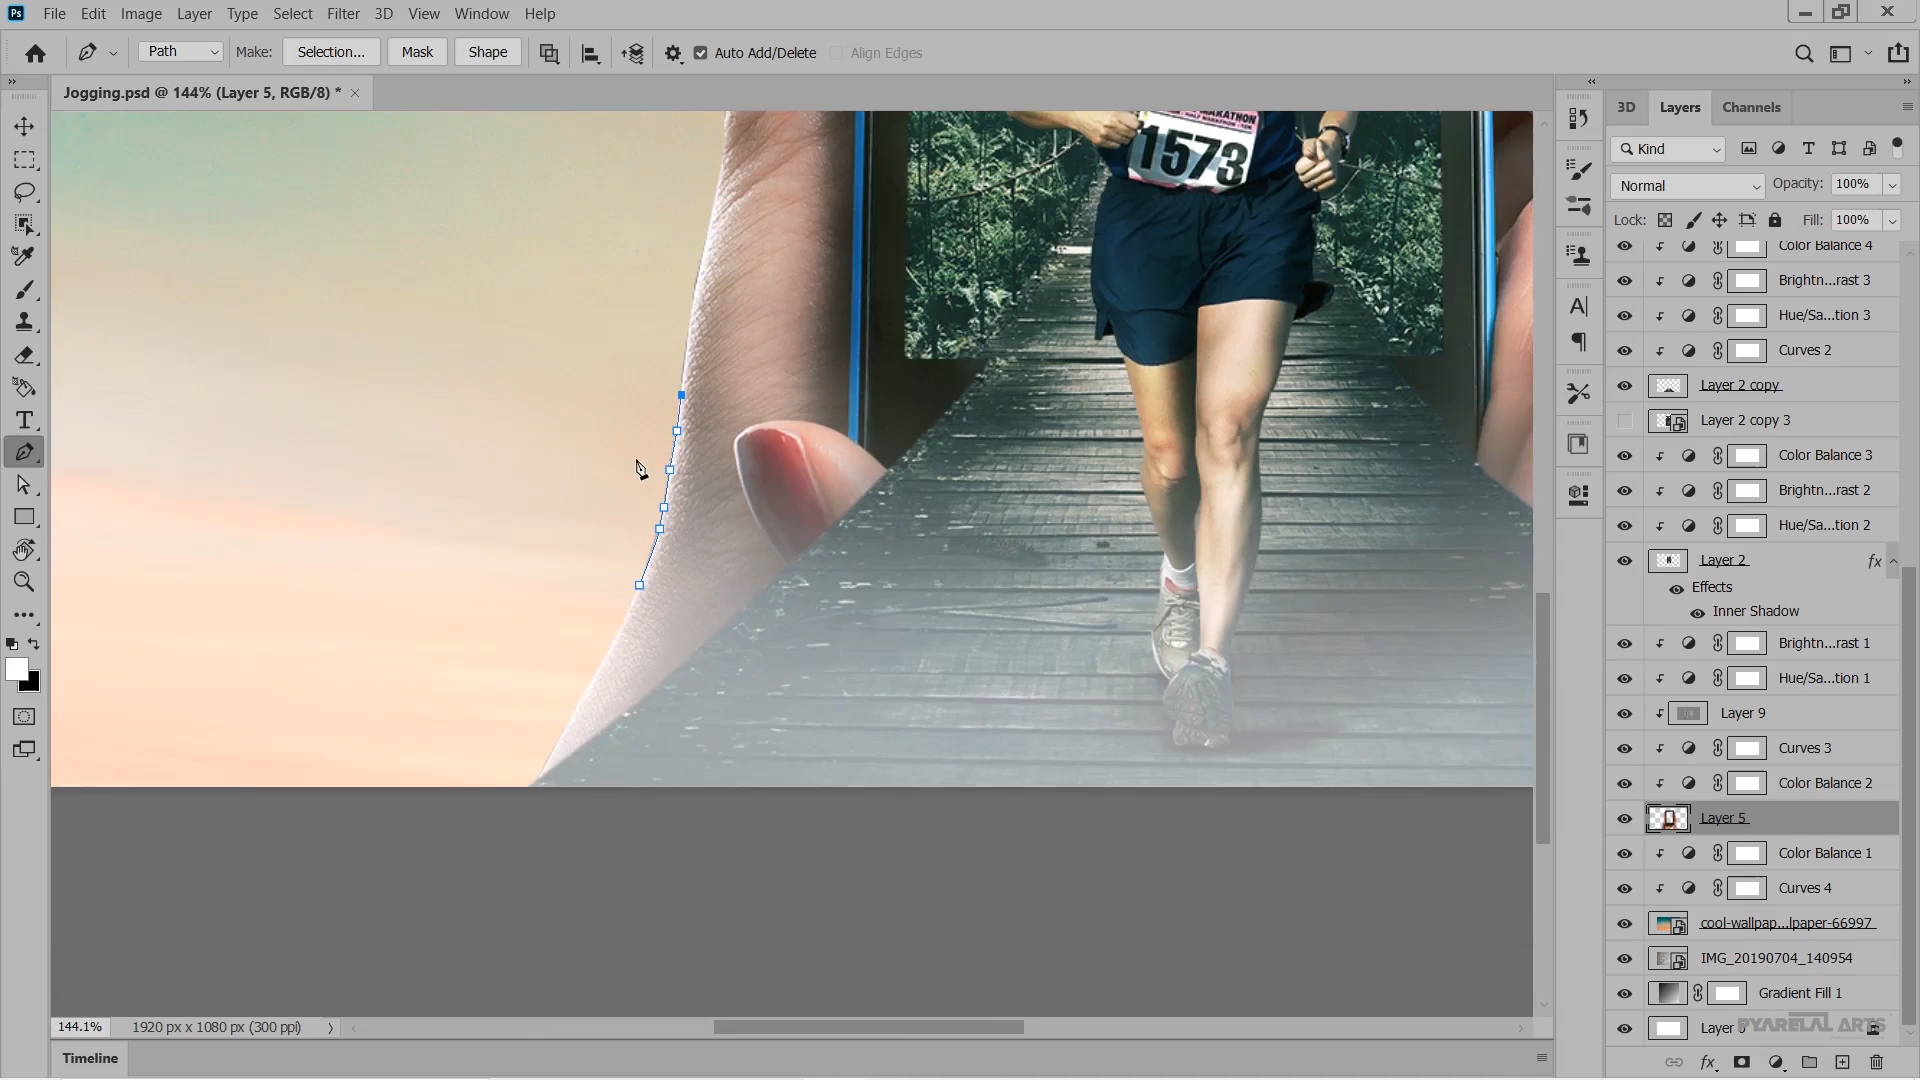 Ps File Edit Image Layer Type Select Filter 3D View Window Help
Path Make: Selection... Mask Shape Auto Add/Delete Align Edges
Jogging.psd @ 144% (Layer 5, RGB/8) *
3D Layers Channels
Kind
Normal Opacity: 100%
Lock: Fill: 100%
Color Balance 4
Brightn...rast 3
Hue/Sa...tion 3
Curves 2
Layer 2 copy
Layer 2 copy 3
Color Balance 3
Brightn...rast 2
Hue/Sa...tion 2
Layer 2 fx
Effects
Inner Shadow
Brightn...rast 1
Hue/Sa...tion 1
Layer 9
Curves 3
Color Balance 2
Layer 5
Color Balance 1
Curves 4
cool-wallpap...lpaper-66997
IMG_20190704_140954
Gradient Fill 1
Layer
PYARELAL ARTS
MARATHON
HALF MARATHON
1573
144.1% 1920 px x 1080 px (300 ppi)
Timeline